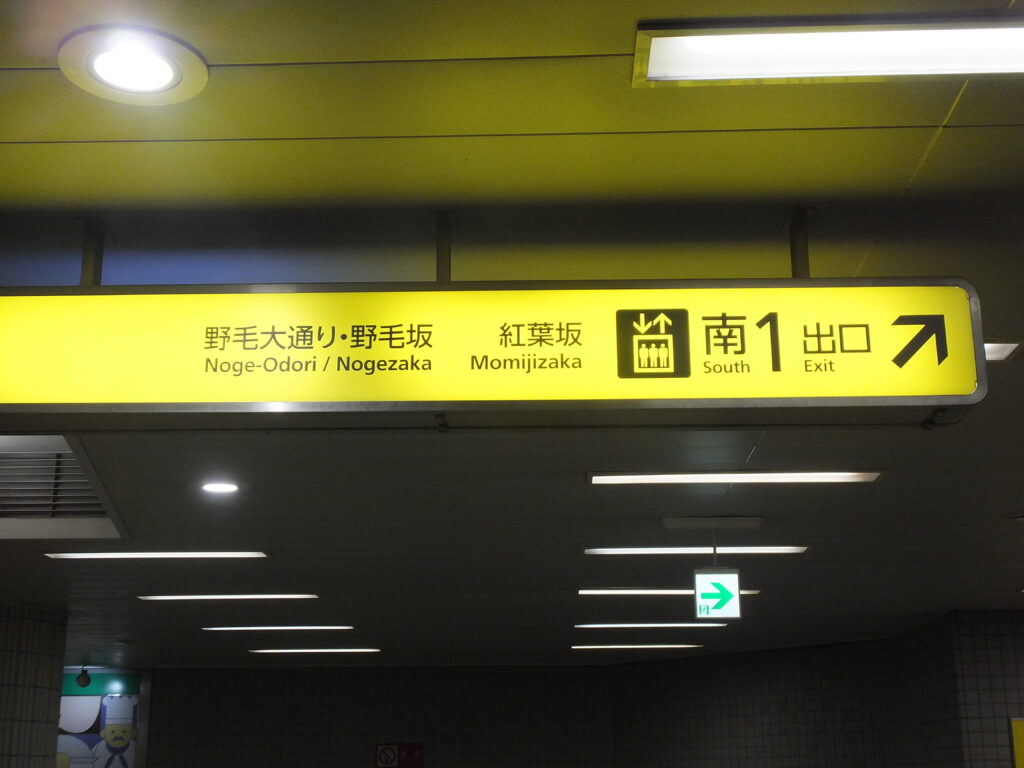 野毛大通り・野毛坂
Noge-Odori / Nogezaka
紅葉坂
Momijizaka
南1
South
出口
Exit